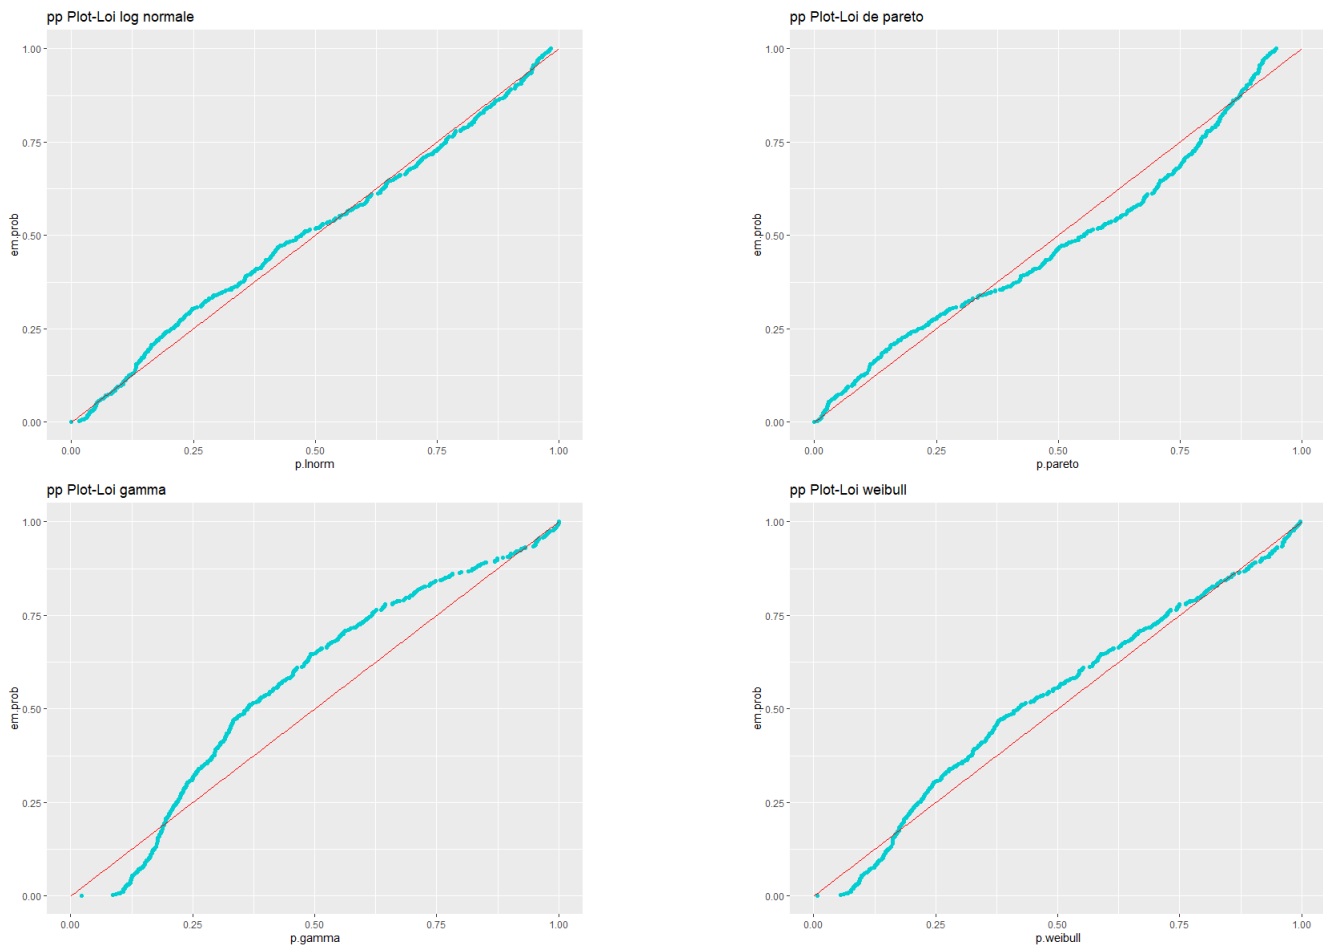 pp Plot-Loi log normale
1.00
0.75
0.50
0.25
0.00
em.prob
0.00 0.25 0.50 0.75 1.00
p.lnorm
pp Plot-Loi de pareto
1.00
0.75
0.50
0.25
0.00
em.prob
0.00 0.25 0.50 0.75 1.00
p.pareto
pp Plot-Loi gamma
1.00
0.75
0.50
0.25
0.00
em.prob
0.00 0.25 0.50 0.75 1.00
p.gamma
pp Plot-Loi weibull
1.00
0.75
0.50
0.25
0.00
em.prob
0.00 0.25 0.50 0.75 1.00
p.weibull